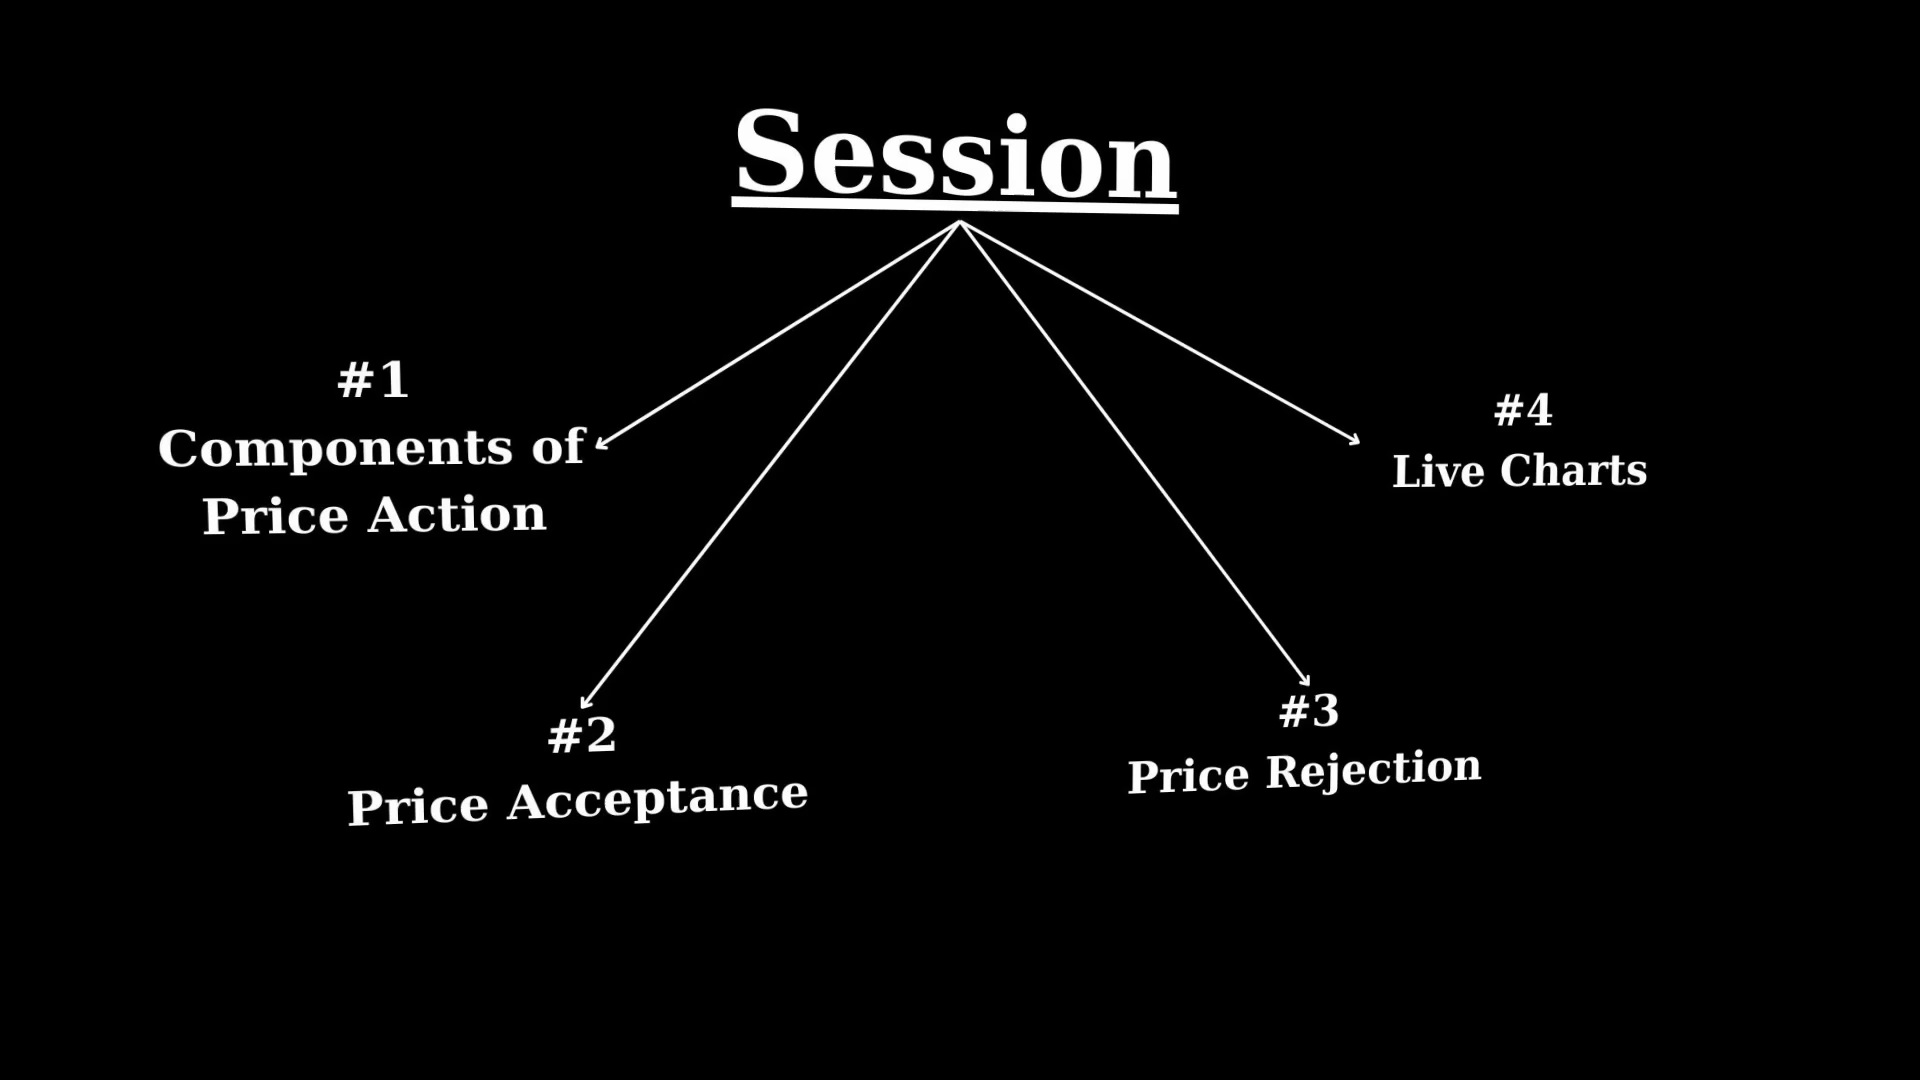 Session
#1
Components of
Price Action
#2
Price Acceptance
#3
Price Rejection
#4
Live Charts